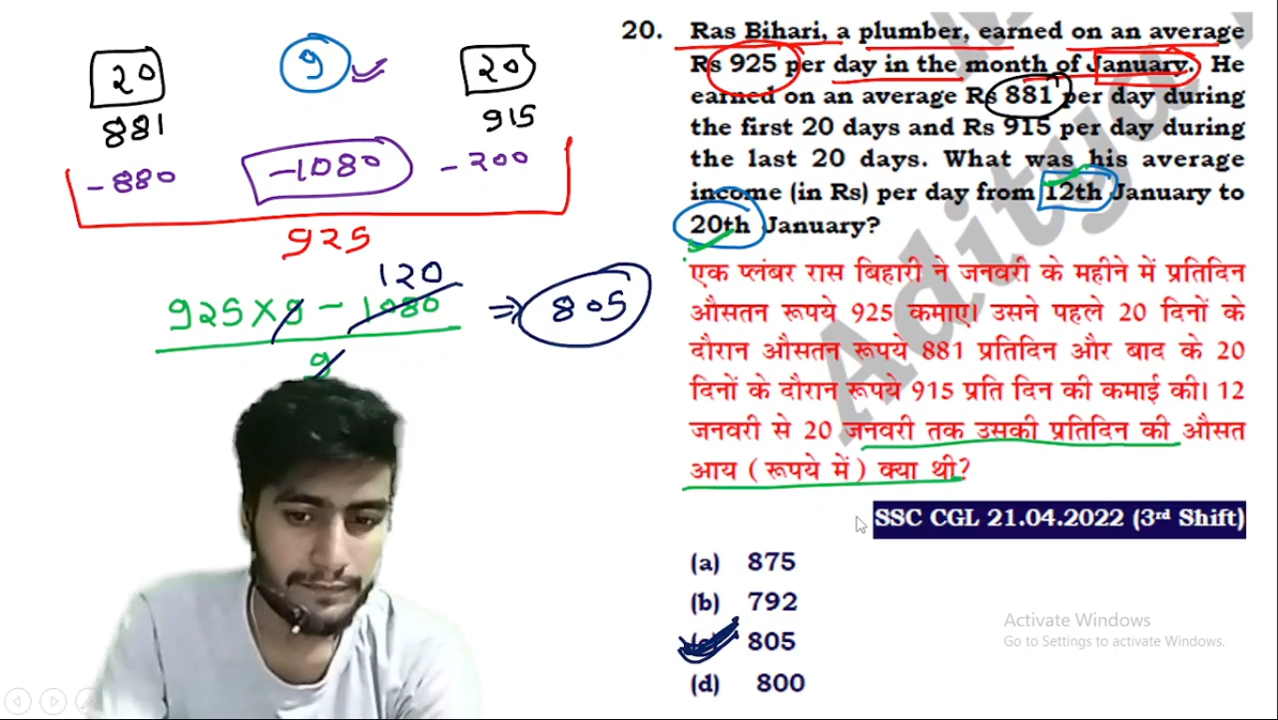 20
9
20
881
915
-880
-1080
-200
925
120
925 × 9 - 1080
⇒ 805
9
20. Ras Bihari, a plumber, earned on an average
Rs 925 per day in the month of January. He
earned on an average Rs 881 per day during
the first 20 days and Rs 915 per day during
the last 20 days. What was his average
income (in Rs) per day from 12th January to
20th January?
एक प्लंबर रास बिहारी ने जनवरी के महीने में प्रतिदिन
औसतन रूपये 925 कमाए। उसने पहले 20 दिनों के
दौरान औसतन रूपये 881 प्रतिदिन और बाद के 20
दिनों के दौरान रूपये 915 प्रति दिन की कमाई की। 12
जनवरी से 20 जनवरी तक उसकी प्रतिदिन की औसत
आय ( रूपये में ) क्या थी?
SSC CGL 21.04.2022 (3rd Shift)
(a) 875
(b) 792
(c) 805
(d) 800
Activate Windows
Go to Settings to activate Windows.
Aditya